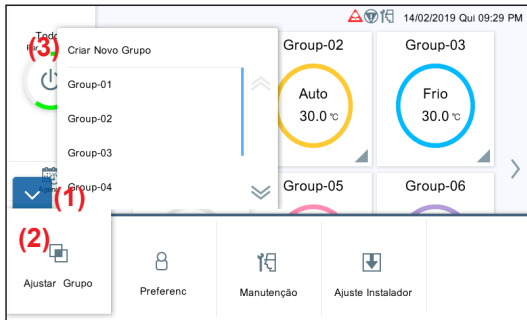 14/02/2019 Qui 09:29 PM
Todo
Par
(3)
Criar Novo Grupo
Group-01
Group-02
Group-03
Group-04
Group-02
Auto
30.0 °C
Group-03
Frio
30.0 °C
Group-05
Group-06
(1)
(2)
Ajustar Grupo
Preferenc
Manutenção
Ajuste Instalador